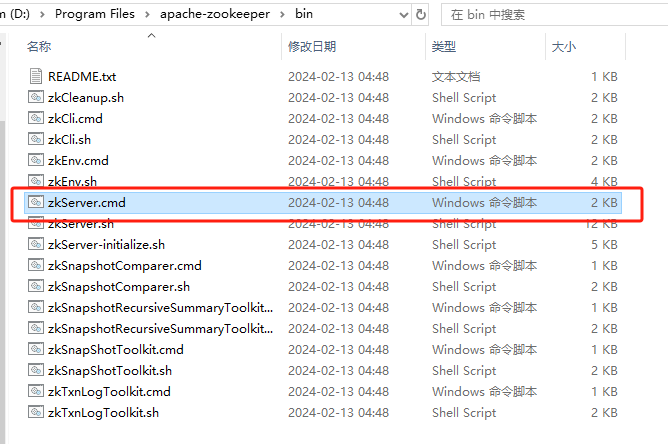 m (D:) > Program Files > apache-zookeeper > bin 在 bin 中搜索
名称 修改日期 类型 大小
README.txt 2024-02-13 04:48 文本文档 1 KB
zkCleanup.sh 2024-02-13 04:48 Shell Script 2 KB
zkCli.cmd 2024-02-13 04:48 Windows 命令脚本 2 KB
zkCli.sh 2024-02-13 04:48 Shell Script 2 KB
zkEnv.cmd 2024-02-13 04:48 Windows 命令脚本 2 KB
zkEnv.sh 2024-02-13 04:48 Shell Script 4 KB
zkServer.cmd 2024-02-13 04:48 Windows 命令脚本 2 KB
zkServer.sh 2024-02-13 04:48 Shell Script 12 KB
zkServer-initialize.sh 2024-02-13 04:48 Shell Script 5 KB
zkSnapshotComparer.cmd 2024-02-13 04:48 Windows 命令脚本 1 KB
zkSnapshotComparer.sh 2024-02-13 04:48 Shell Script 2 KB
zkSnapshotRecursiveSummaryToolkit... 2024-02-13 04:48 Windows 命令脚本 1 KB
zkSnapshotRecursiveSummaryToolkit... 2024-02-13 04:48 Shell Script 2 KB
zkSnapShotToolkit.cmd 2024-02-13 04:48 Windows 命令脚本 1 KB
zkSnapShotToolkit.sh 2024-02-13 04:48 Shell Script 2 KB
zkTxnLogToolkit.cmd 2024-02-13 04:48 Windows 命令脚本 1 KB
zkTxnLogToolkit.sh 2024-02-13 04:48 Shell Script 2 KB